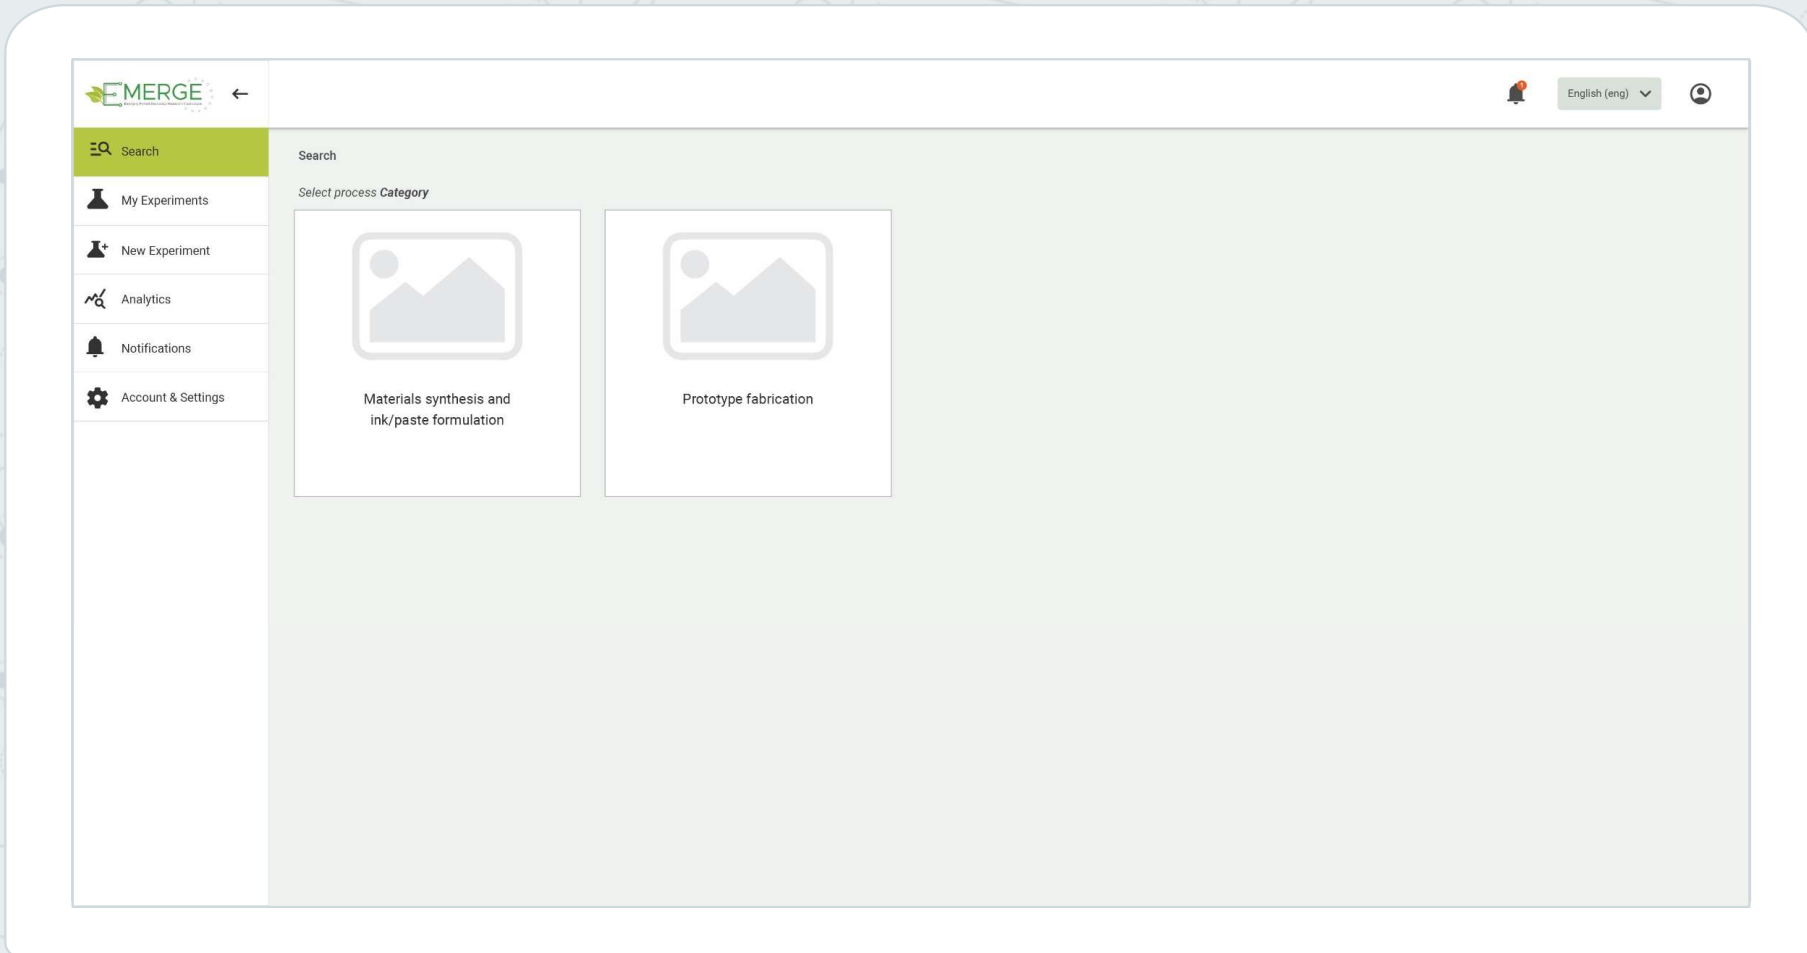 EMERGE
English (eng)
Search
My Experiments
New Experiment
Analytics
Notifications
Account & Settings
Search
Select process Category
Materials synthesis and
ink/paste formulation
Prototype fabrication